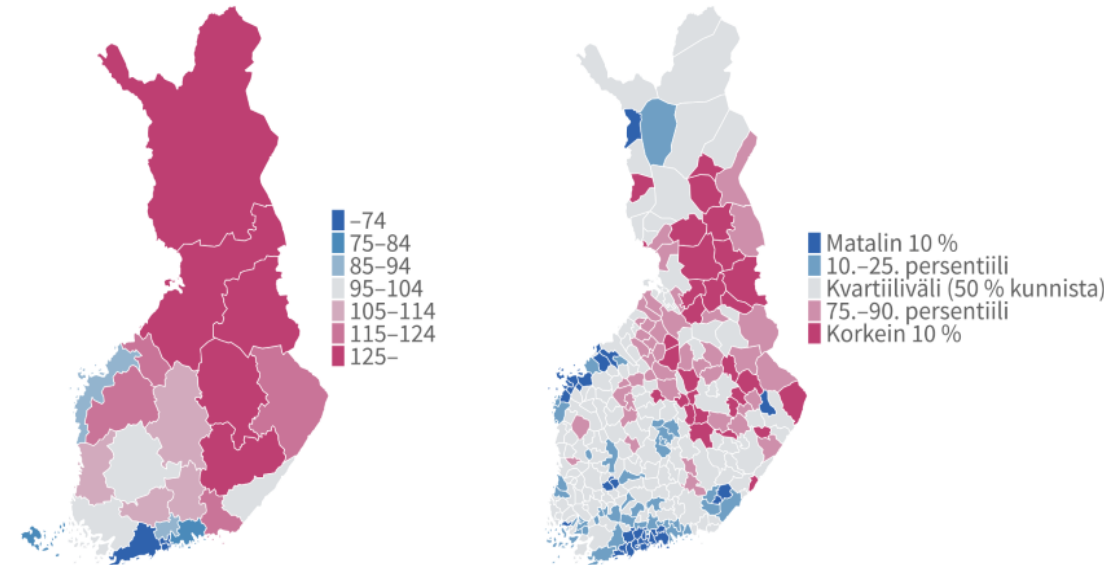 –74
75–84
85–94
95–104
105–114
115–124
125–
Matalin 10 %
10.–25. persentiili
Kvartiiliväli (50 % kunnista)
75.–90. persentiili
Korkein 10 %